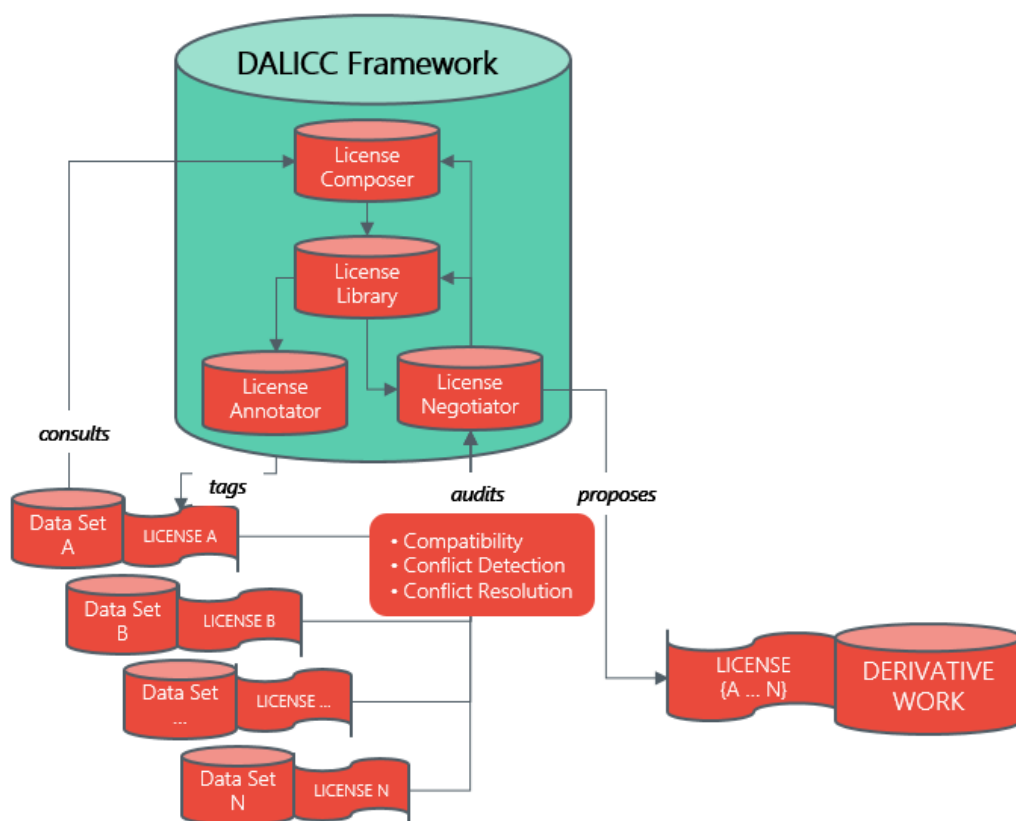 DALICC Framework
License
Composer
License
Library
License
Annotator
License
Negotiator
consults
tags
audits
proposes
Data Set
A
LICENSE A
• Compatibility
• Conflict Detection
• Conflict Resolution
Data Set
B
LICENSE B
Data Set
...
LICENSE ...
Data Set
N
LICENSE N
LICENSE
{A ... N}
DERIVATIVE
WORK